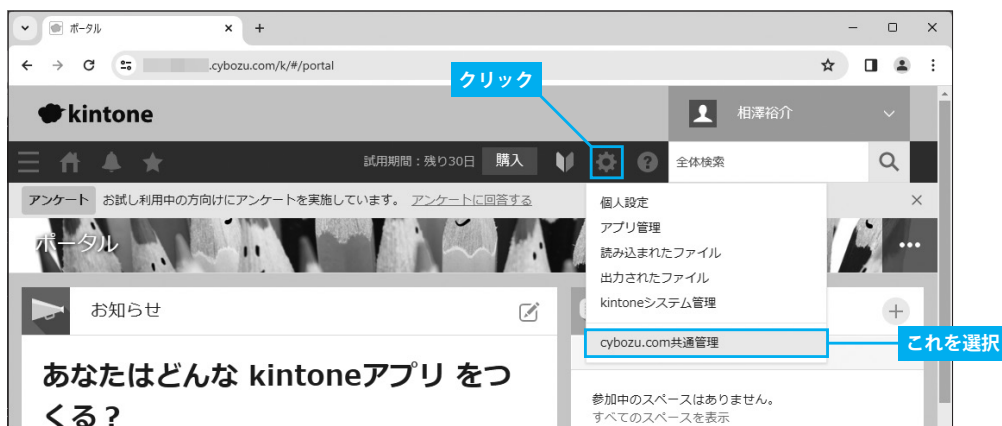 ポータル
.cybozu.com/k/#/portal
クリック
kintone
相澤裕介
試用期間：残り30日 購入
全体検索
アンケート お試し利用中の方向けにアンケートを実施しています。 アンケートに回答する
個人設定
アプリ管理
読み込まれたファイル
出力されたファイル
kintoneシステム管理
cybozu.com共通管理
これを選択
ポータル
お知らせ
あなたはどんな kintoneアプリ をつ
くる？
参加中のスペースはありません。
すべてのスペースを表示